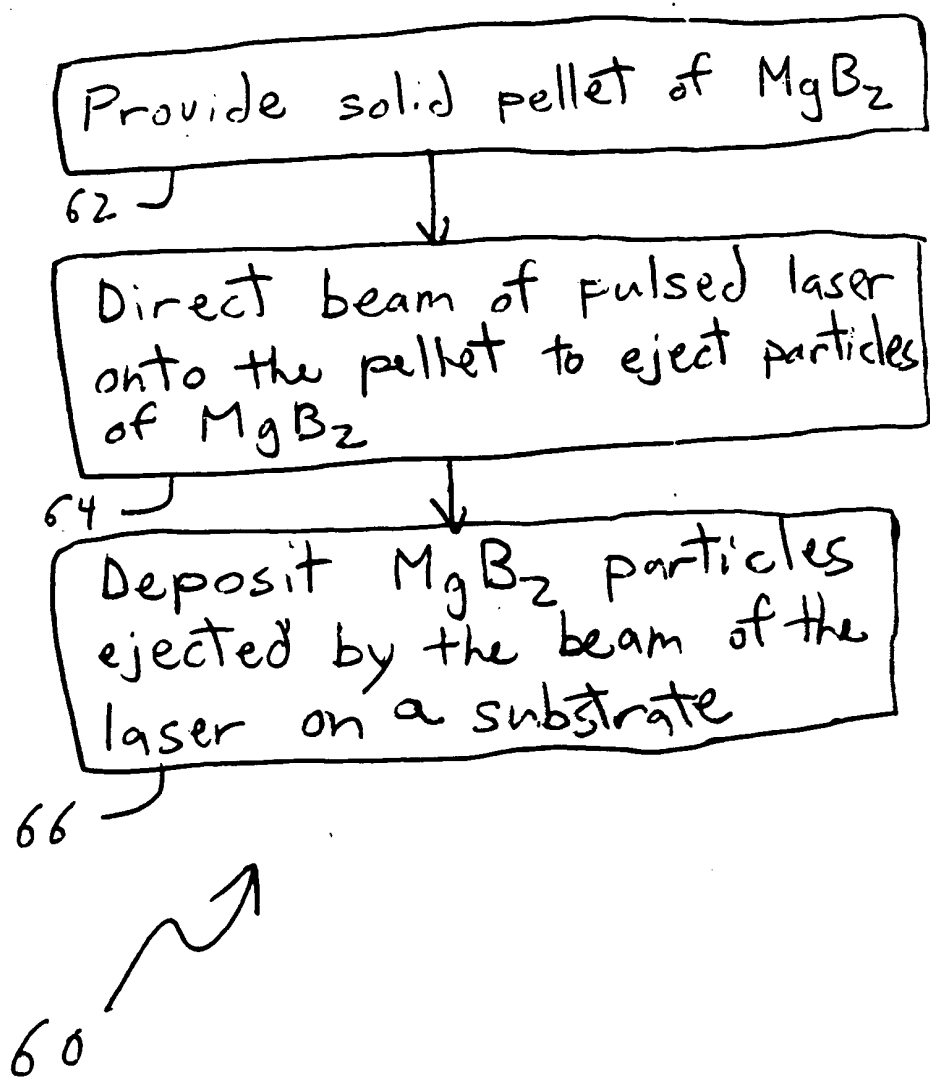 Provide solid pellet of MgB2
62
Direct beam of pulsed laser
onto the pellet to eject particles
of MgB2
64
Deposit MgB2 particles
ejected by the beam of the
laser on a substrate
66
60